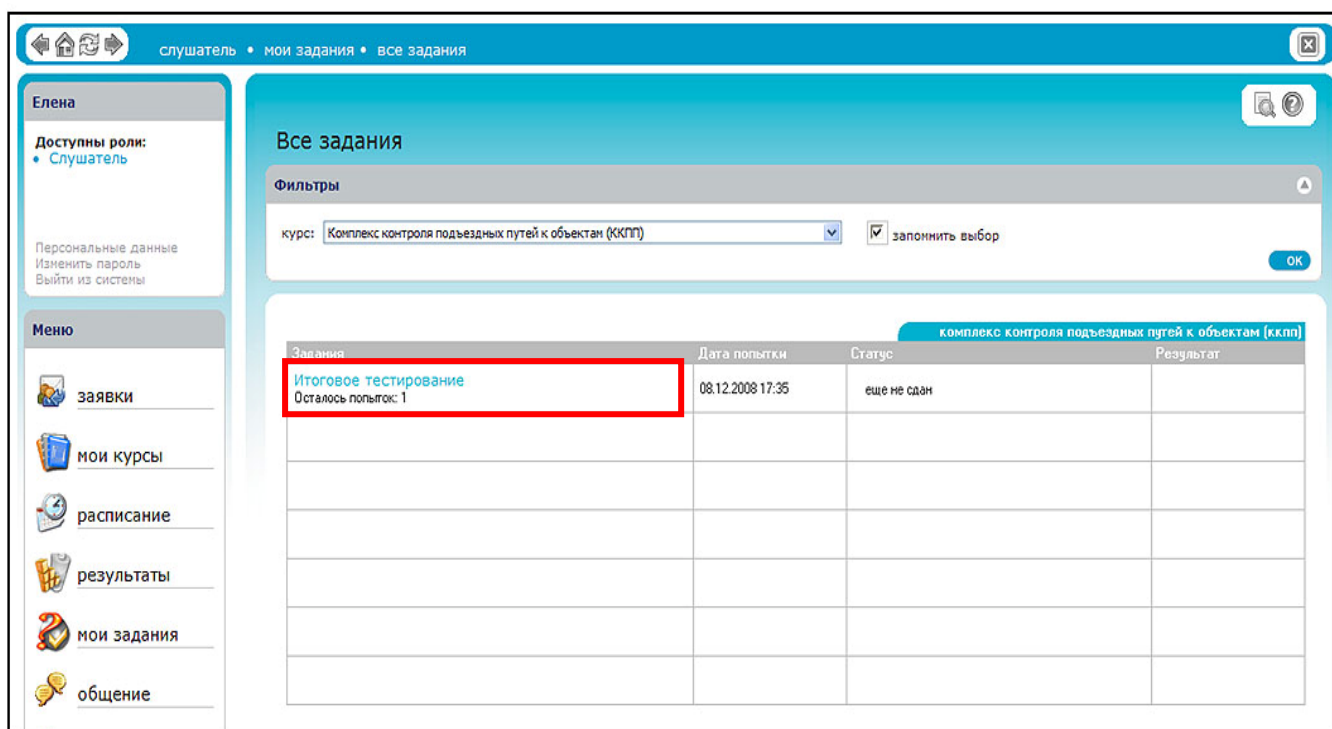 слушатель • мои задания • все задания
Елена
Доступны роли:
• Слушатель
Персональные данные
Изменить пароль
Выйти из системы
Меню
заявки
мои курсы
расписание
результаты
мои задания
общение
Все задания
Фильтры
курс: Комплекс контроля подъездных путей к объектам (ККПП) запомнить выбор
OK
комплекс контроля подъездных путей к объектам (ккпп)
Задания Дата попытки Статус Результат
Итоговое тестирование
Осталось попыток: 1
08.12.2008 17:35 еще не сдан